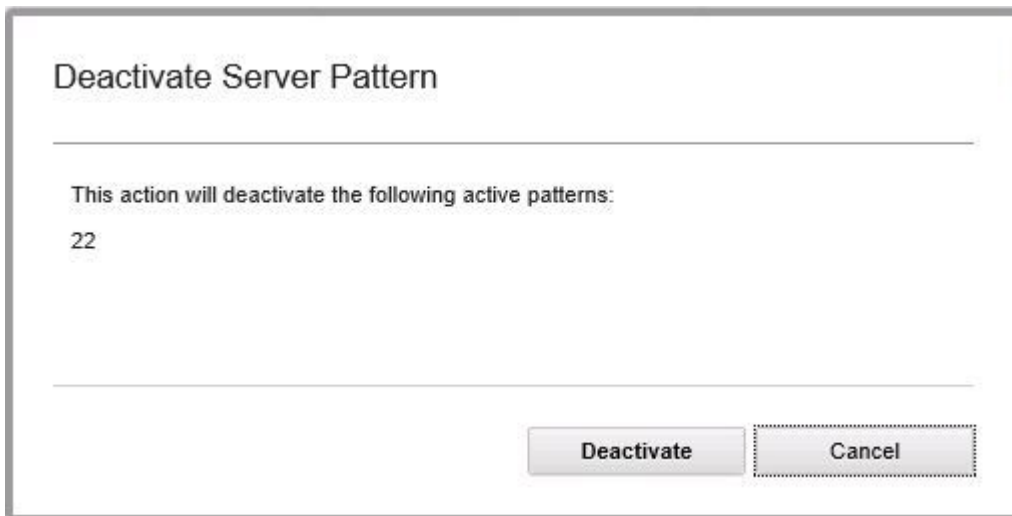 Deactivate Server Pattern
This action will deactivate the following active patterns:
22
Deactivate
Cancel